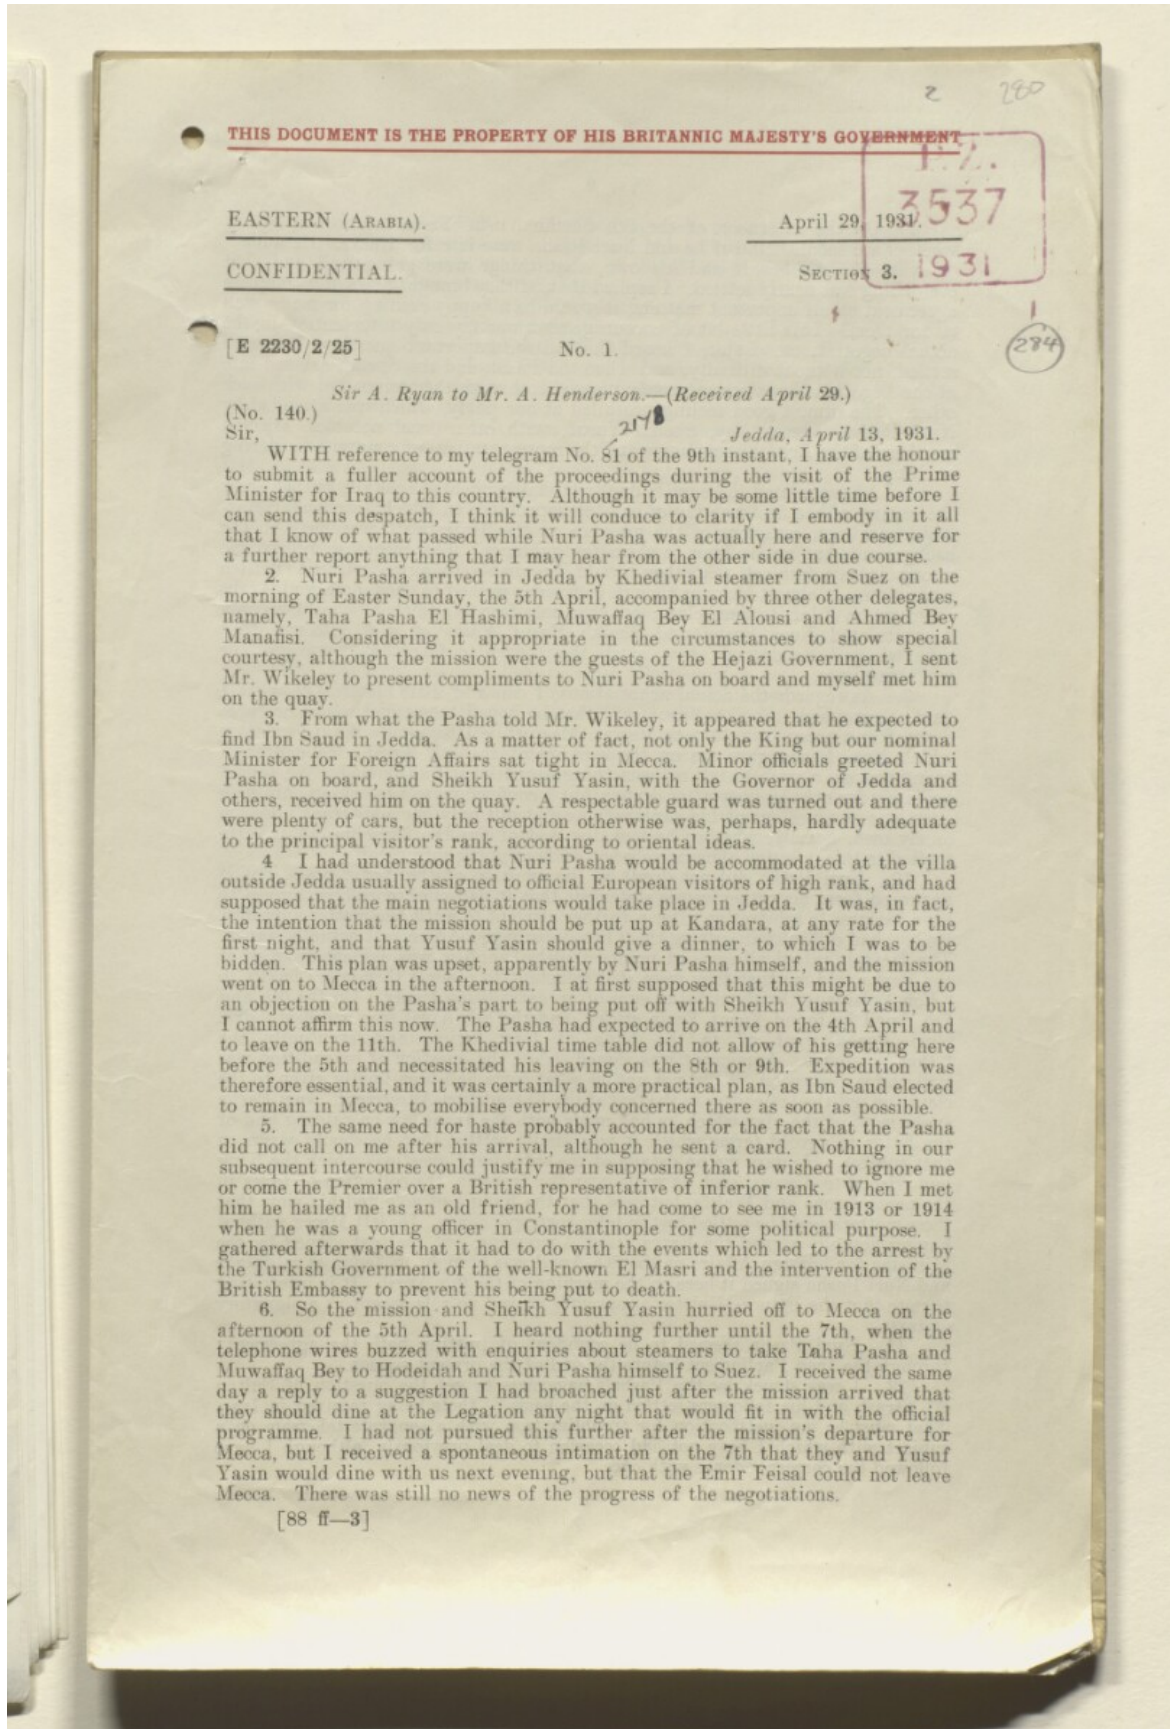 2 280
THIS DOCUMENT IS THE PROPERTY OF HIS BRITANNIC MAJESTY'S GOVERNMENT
P.Z.
3537
1931
EASTERN (ARABIA). April 29, 1931.
CONFIDENTIAL. SECTION 3.
284
[E 2230/2/25] No. 1.
Sir A. Ryan to Mr. A. Henderson.—(Received April 29.)
(No. 140.)
2178
Sir, Jedda, April 13, 1931.
WITH reference to my telegram No. 81 of the 9th instant, I have the honour
to submit a fuller account of the proceedings during the visit of the Prime
Minister for Iraq to this country. Although it may be some little time before I
can send this despatch, I think it will conduce to clarity if I embody in it all
that I know of what passed while Nuri Pasha was actually here and reserve for
a further report anything that I may hear from the other side in due course.
2. Nuri Pasha arrived in Jedda by Khedivial steamer from Suez on the
morning of Easter Sunday, the 5th April, accompanied by three other delegates,
namely, Taha Pasha El Hashimi, Muwaffaq Bey El Alousi and Ahmed Bey
Manafisi. Considering it appropriate in the circumstances to show special
courtesy, although the mission were the guests of the Hejazi Government, I sent
Mr. Wikeley to present compliments to Nuri Pasha on board and myself met him
on the quay.
3. From what the Pasha told Mr. Wikeley, it appeared that he expected to
find Ibn Saud in Jedda. As a matter of fact, not only the King but our nominal
Minister for Foreign Affairs sat tight in Mecca. Minor officials greeted Nuri
Pasha on board, and Sheikh Yusuf Yasin, with the Governor of Jedda and
others, received him on the quay. A respectable guard was turned out and there
were plenty of cars, but the reception otherwise was, perhaps, hardly adequate
to the principal visitor's rank, according to oriental ideas.
4 I had understood that Nuri Pasha would be accommodated at the villa
outside Jedda usually assigned to official European visitors of high rank, and had
supposed that the main negotiations would take place in Jedda. It was, in fact,
the intention that the mission should be put up at Kandara, at any rate for the
first night, and that Yusuf Yasin should give a dinner, to which I was to be
bidden. This plan was upset, apparently by Nuri Pasha himself, and the mission
went on to Mecca in the afternoon. I at first supposed that this might be due to
an objection on the Pasha's part to being put off with Sheikh Yusuf Yasin, but
I cannot affirm this now. The Pasha had expected to arrive on the 4th April and
to leave on the 11th. The Khedivial time table did not allow of his getting here
before the 5th and necessitated his leaving on the 8th or 9th. Expedition was
therefore essential, and it was certainly a more practical plan, as Ibn Saud elected
to remain in Mecca, to mobilise everybody concerned there as soon as possible.
5. The same need for haste probably accounted for the fact that the Pasha
did not call on me after his arrival, although he sent a card. Nothing in our
subsequent intercourse could justify me in supposing that he wished to ignore me
or come the Premier over a British representative of inferior rank. When I met
him he hailed me as an old friend, for he had come to see me in 1913 or 1914
when he was a young officer in Constantinople for some political purpose. I
gathered afterwards that it had to do with the events which led to the arrest by
the Turkish Government of the well-known El Masri and the intervention of the
British Embassy to prevent his being put to death.
6. So the mission and Sheikh Yusuf Yasin hurried off to Mecca on the
afternoon of the 5th April. I heard nothing further until the 7th, when the
telephone wires buzzed with enquiries about steamers to take Taha Pasha and
Muwaffaq Bey to Hodeidah and Nuri Pasha himself to Suez. I received the same
day a reply to a suggestion I had broached just after the mission arrived that
they should dine at the Legation any night that would fit in with the official
programme. I had not pursued this further after the mission's departure for
Mecca, but I received a spontaneous intimation on the 7th that they and Yusuf
Yasin would dine with us next evening, but that the Emir Feisal could not leave
Mecca. There was still no news of the progress of the negotiations.
[88 ff—3]